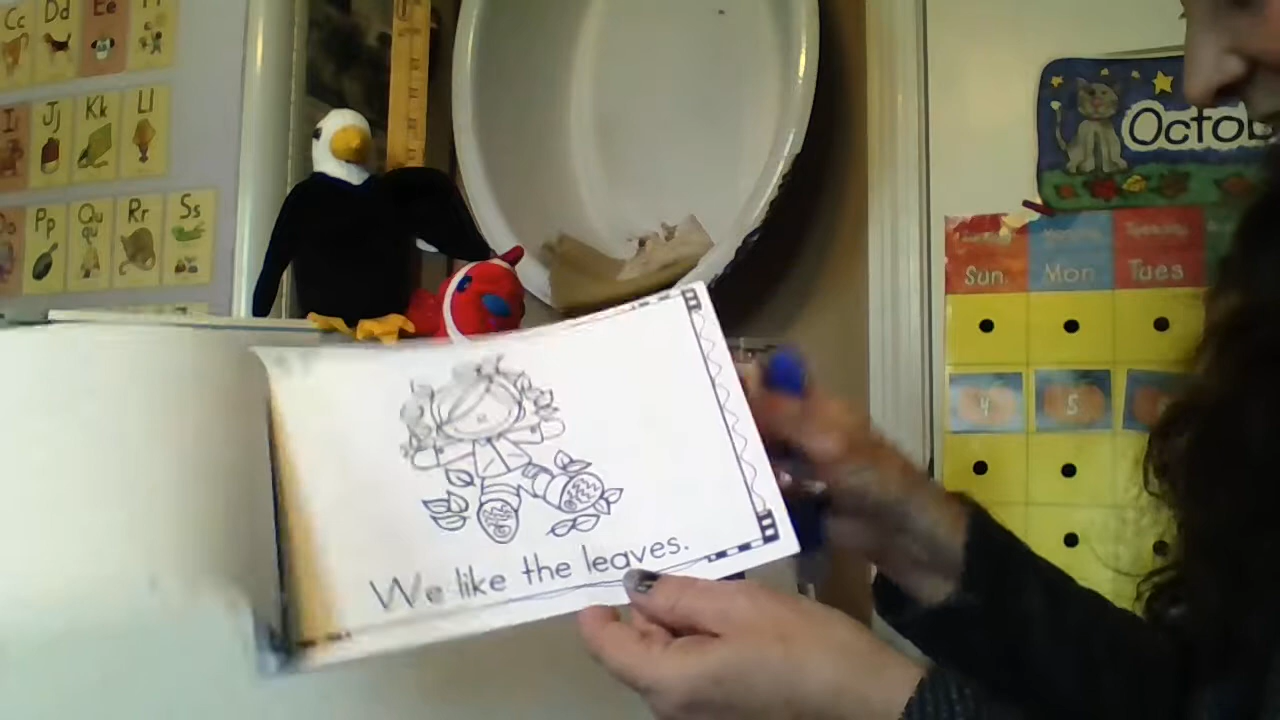 Cc Dd Ee
Jj Kk Ll
Pp Qu Rr Ss
qu
Octob
Sun. Mon Tues
4 5
We like the leaves.